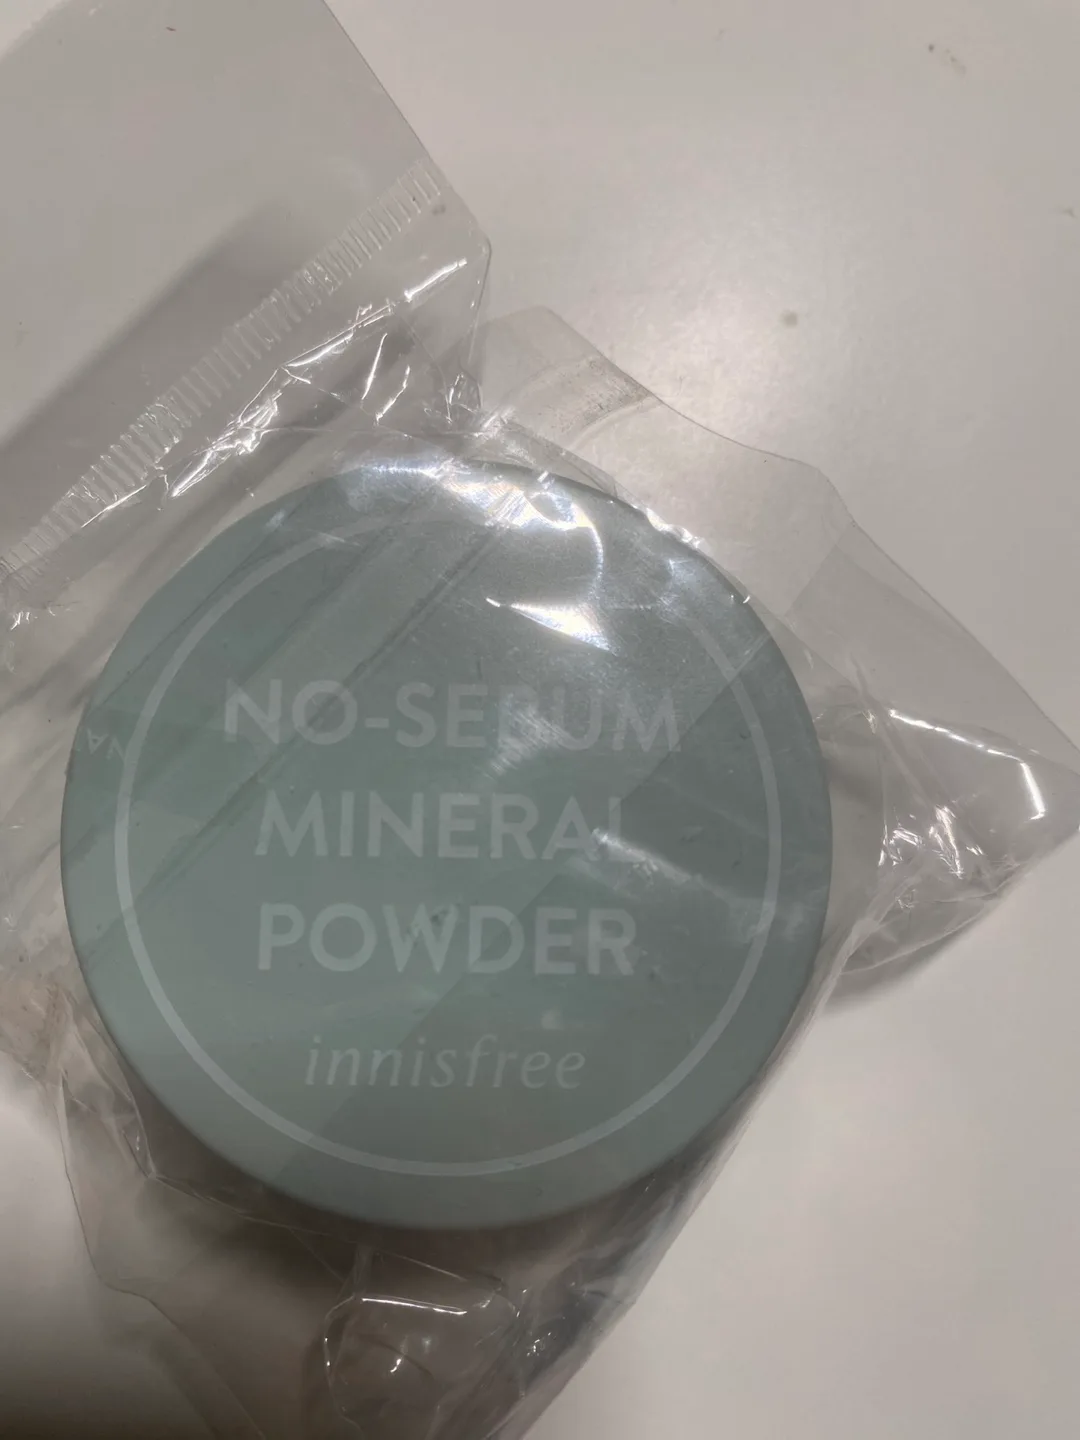 NO-SEBUM
MINERAL
POWDER
innisfree